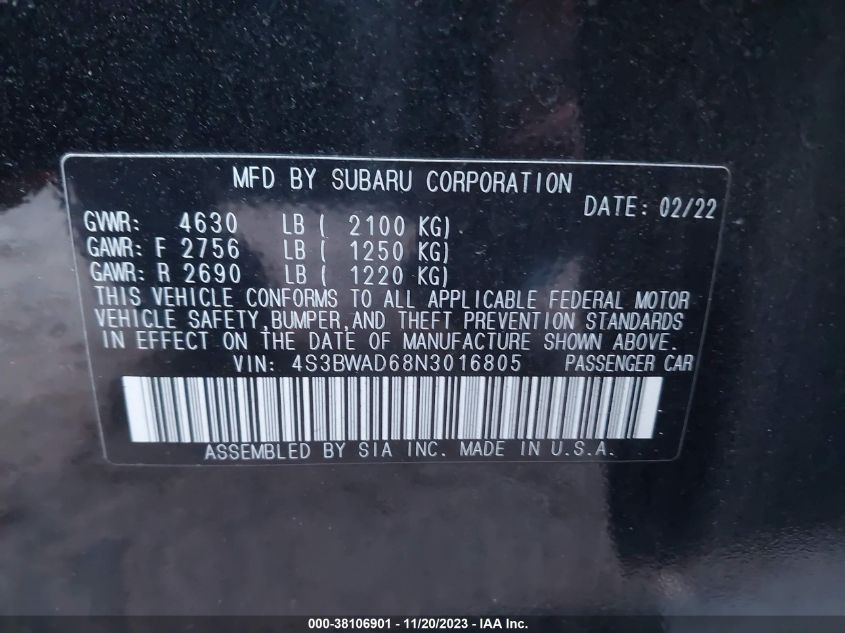 MFD BY SUBARU CORPORATION
DATE: 02/22
GVWR: 4630 LB ( 2100 KG)
GAWR: F 2756 LB ( 1250 KG)
GAWR: R 2690 LB ( 1220 KG)
THIS VEHICLE CONFORMS TO ALL APPLICABLE FEDERAL MOTOR
VEHICLE SAFETY,BUMPER,AND THEFT PREVENTION STANDARDS
IN EFFECT ON THE DATE OF MANUFACTURE SHOWN ABOVE.
VIN: 4S3BWAD68N3016805 PASSENGER CAR
ASSEMBLED BY SIA INC. MADE IN U.S.A.
000-38106901 - 11/20/2023 - IAA Inc.